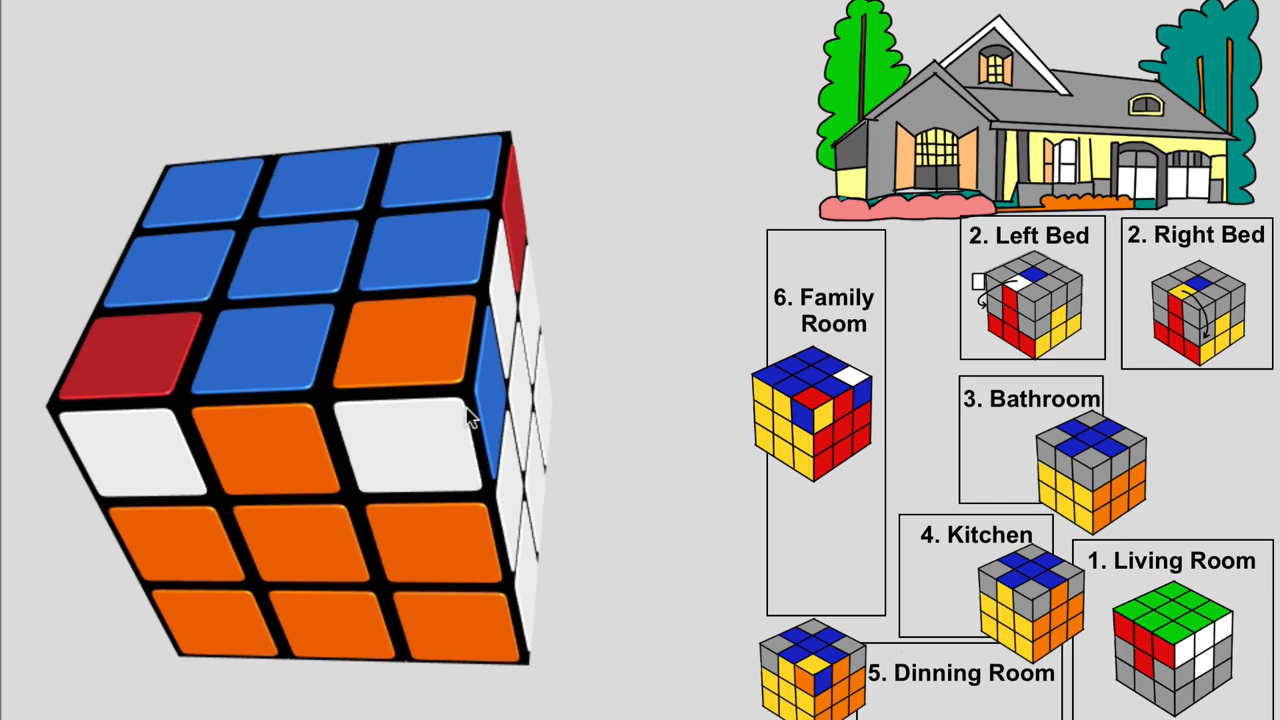 2. Left Bed
2. Right Bed
6. Family
Room
3. Bathroom
4. Kitchen
1. Living Room
5. Dinning Room